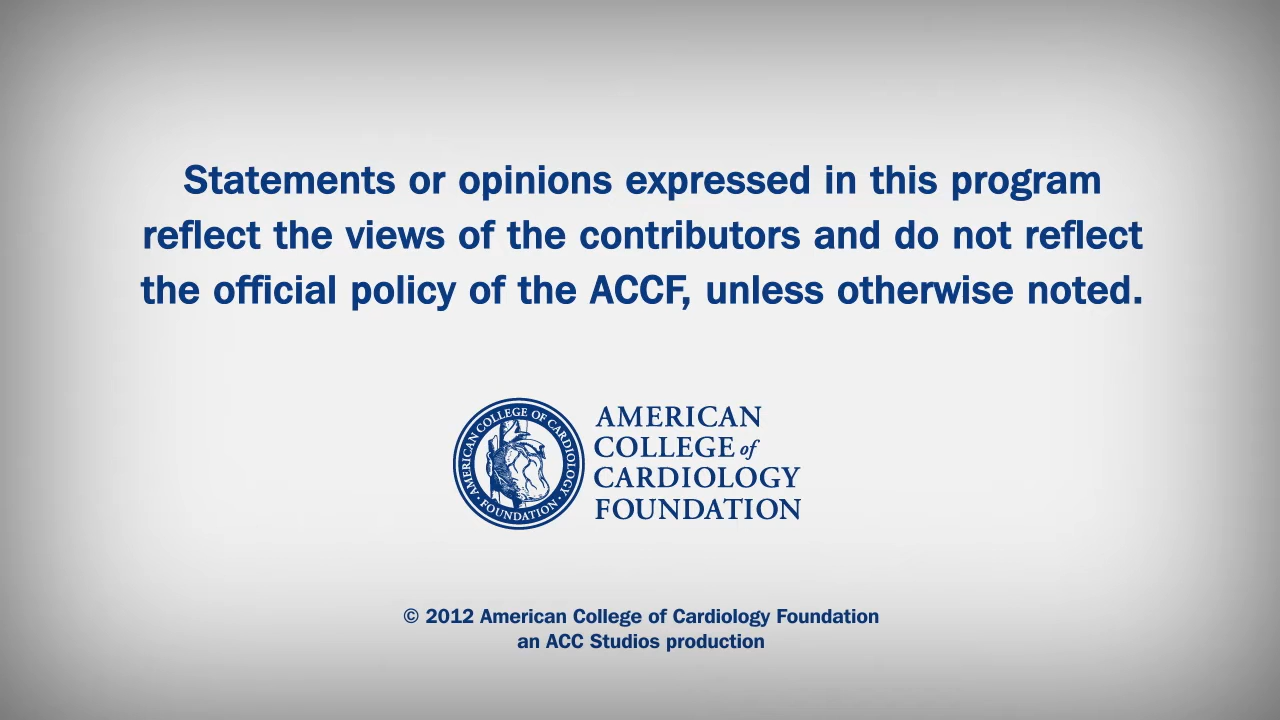 Statements or opinions expressed in this program
reflect the views of the contributors and do not reflect
the official policy of the ACCF, unless otherwise noted.
AMERICAN COLLEGE OF CARDIOLOGY
· FOUNDATION ·
AMERICAN
COLLEGE of
CARDIOLOGY
FOUNDATION
© 2012 American College of Cardiology Foundation
an ACC Studios production